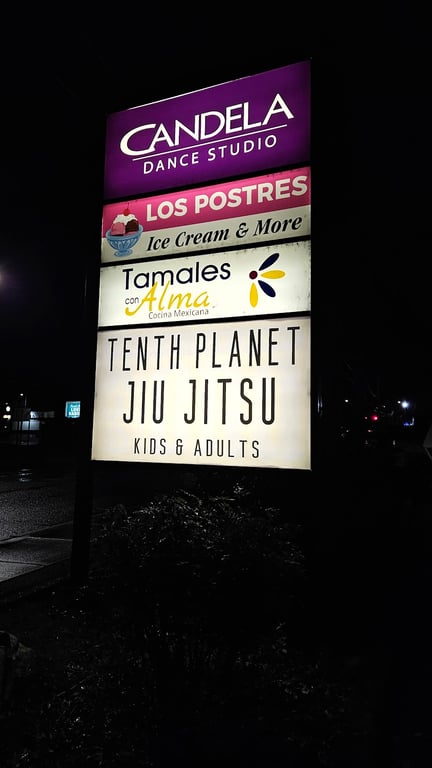 CANDELA
DANCE STUDIO
LOS POSTRES
Ice Cream & More
Tamales
con Alma
Cocina Mexicana
TENTH PLANET
JIU JITSU
KIDS & ADULTS